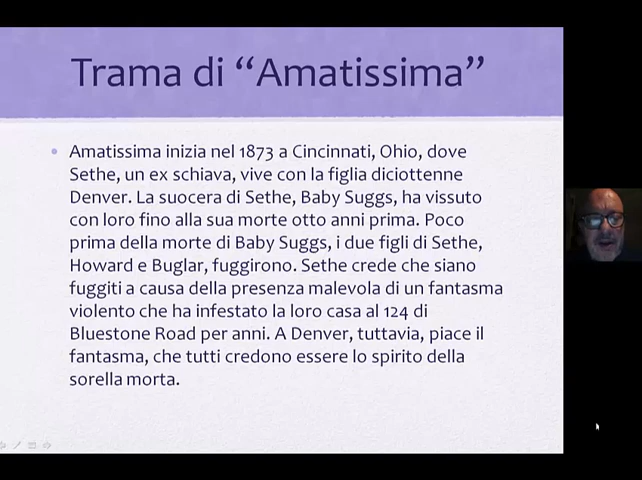 Trama di “Amatissima”
Amatissima inizia nel 1873 a Cincinnati, Ohio, dove
Sethe, un ex schiava, vive con la figlia diciottenne
Denver. La suocera di Sethe, Baby Suggs, ha vissuto
con loro fino alla sua morte otto anni prima. Poco
prima della morte di Baby Suggs, i due figli di Sethe,
Howard e Buglar, fuggirono. Sethe crede che siano
fuggiti a causa della presenza malevola di un fantasma
violento che ha infestato la loro casa al 124 di
Bluestone Road per anni. A Denver, tuttavia, piace il
fantasma, che tutti credono essere lo spirito della
sorella morta.